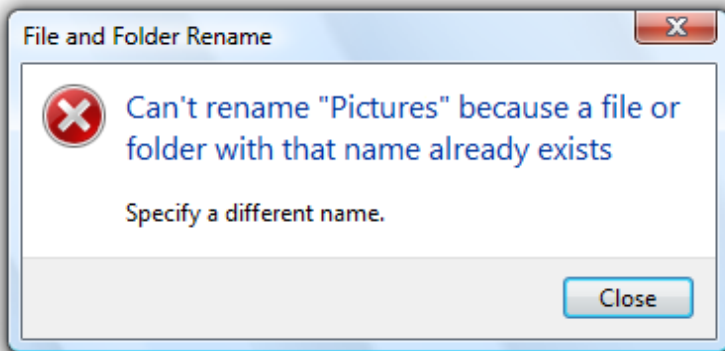 File and Folder Rename
Can't rename "Pictures" because a file or
folder with that name already exists
Specify a different name.
Close